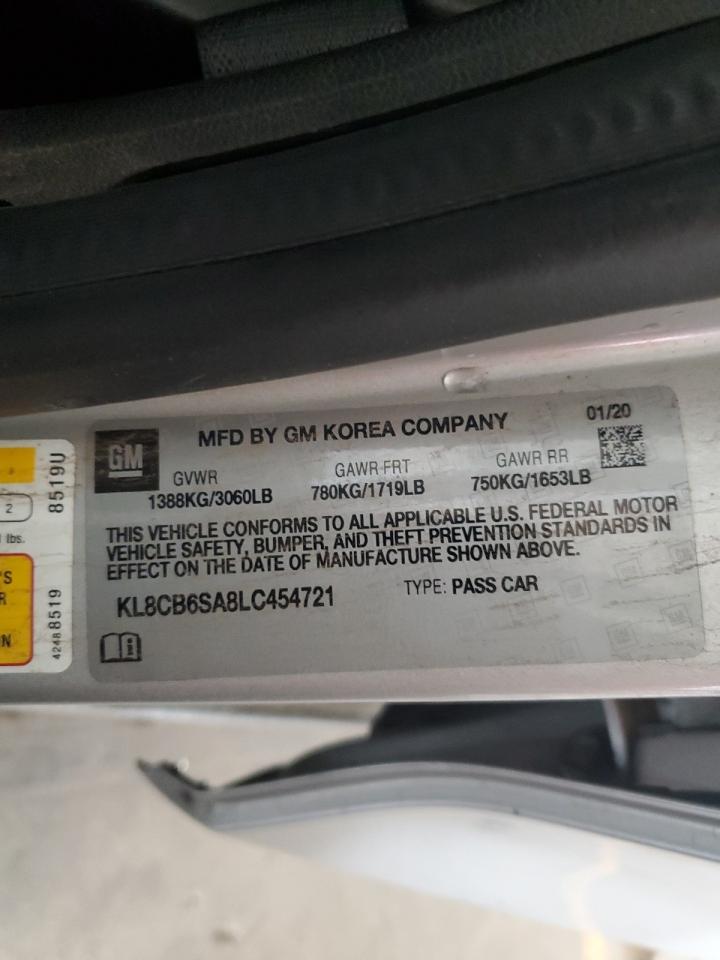 MFD BY GM KOREA COMPANY
01/20
GM
GVWR
GAWR FRT
GAWR RR
1388KG/3060LB
780KG/1719LB
750KG/1653LB
THIS VEHICLE CONFORMS TO ALL APPLICABLE U.S. FEDERAL MOTOR
VEHICLE SAFETY, BUMPER, AND THEFT PREVENTION STANDARDS IN
EFFECT ON THE DATE OF MANUFACTURE SHOWN ABOVE.
KL8CB6SA8LC454721
TYPE: PASS CAR
8519U
42488519
2
lbs.
'S
R
N